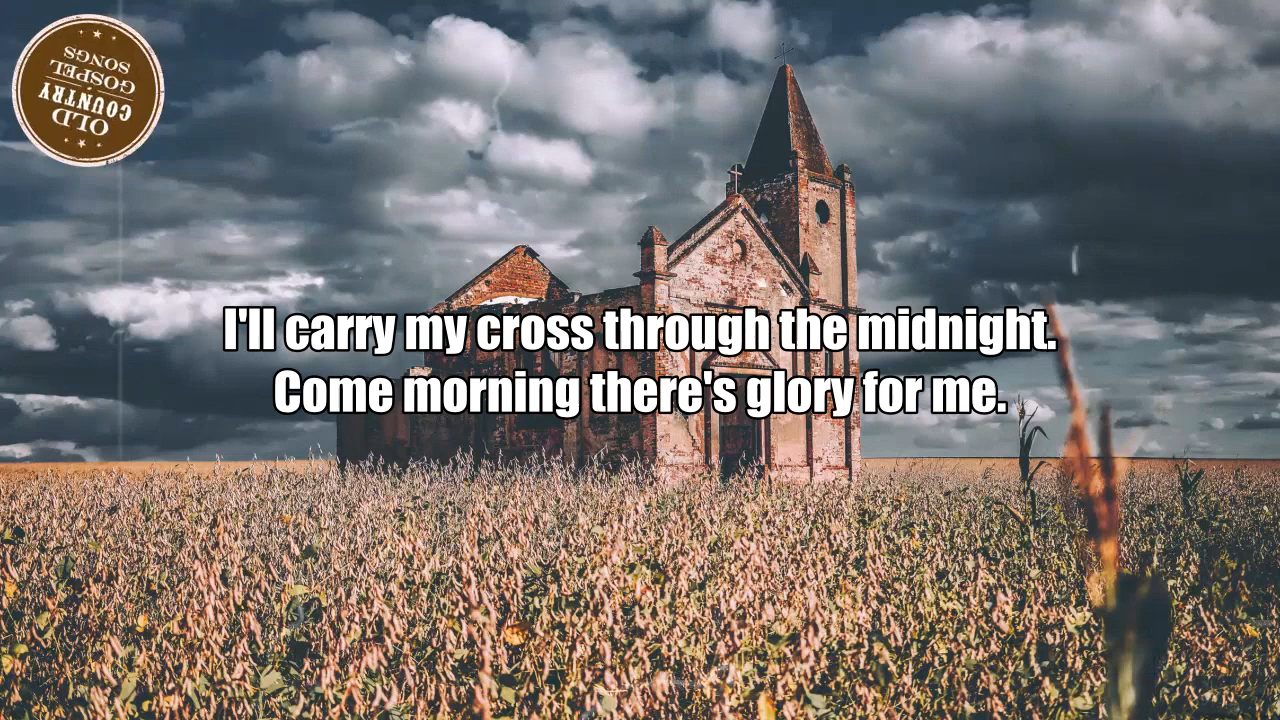 OLD
COUNTRY
GOSPEL
SONGS
I'll carry my cross through the midnight.
Come morning there's glory for me.